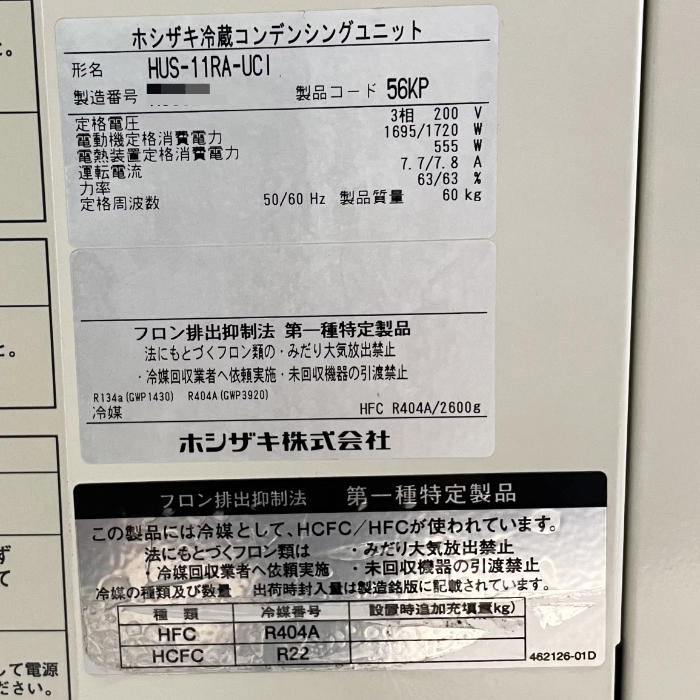 ホシザキ冷蔵コンデンシングユニット
形名 HUS-11RA-UCI
製造番号
製品コード 56KP
定格電圧 3相 200 V
電動機定格消費電力 1695/1720 W
電熱装置定格消費電力 555 W
運転電流 7.7/7.8 A
力率 63/63 %
定格周波数 50/60 Hz 製品質量 60 kg
フロン排出抑制法 第一種特定製品
法にもとづくフロン類の・みだり大気放出禁止
・冷媒回収業者へ依頼実施・未回収機器の引渡禁止
R134a(GWP1430) R404A(GWP3920)
冷媒 HFC R404A/2600g
ホシザキ株式会社
フロン排出抑制法 第一種特定製品
この製品には冷媒として、HCFC/HFCが使われています。
法にもとづくフロン類は ・みだり大気放出禁止
・冷媒回収業者へ依頼実施 ・未回収機器の引渡禁止
冷媒の種類及び数量 出荷時封入量は製造銘版に記載されています。
種類 冷媒番号 設置時追加充填量kg)
HFC R404A
HCFC R22
462126-01D
して電源
ださい。